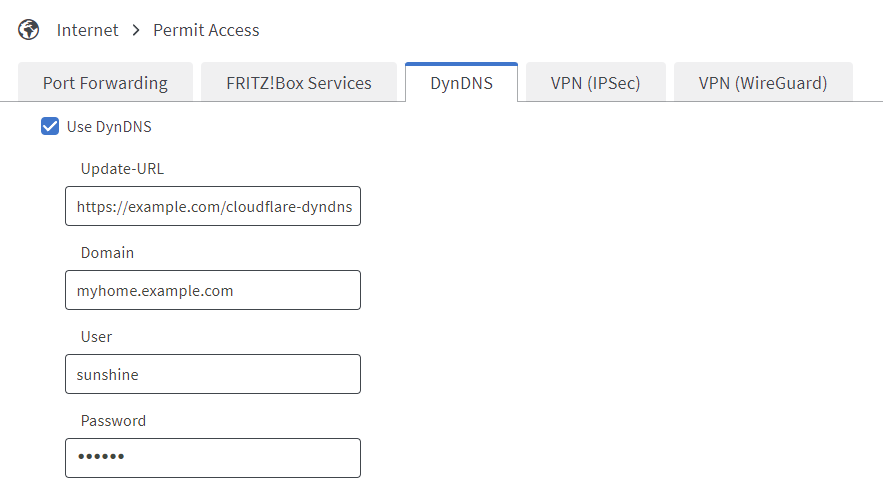 Internet > Permit Access
Port Forwarding FRITZ!Box Services DynDNS VPN (IPSec) VPN (WireGuard)
Use DynDNS
Update-URL
https://example.com/cloudflare-dyndns
Domain
myhome.example.com
User
sunshine
Password
••••••